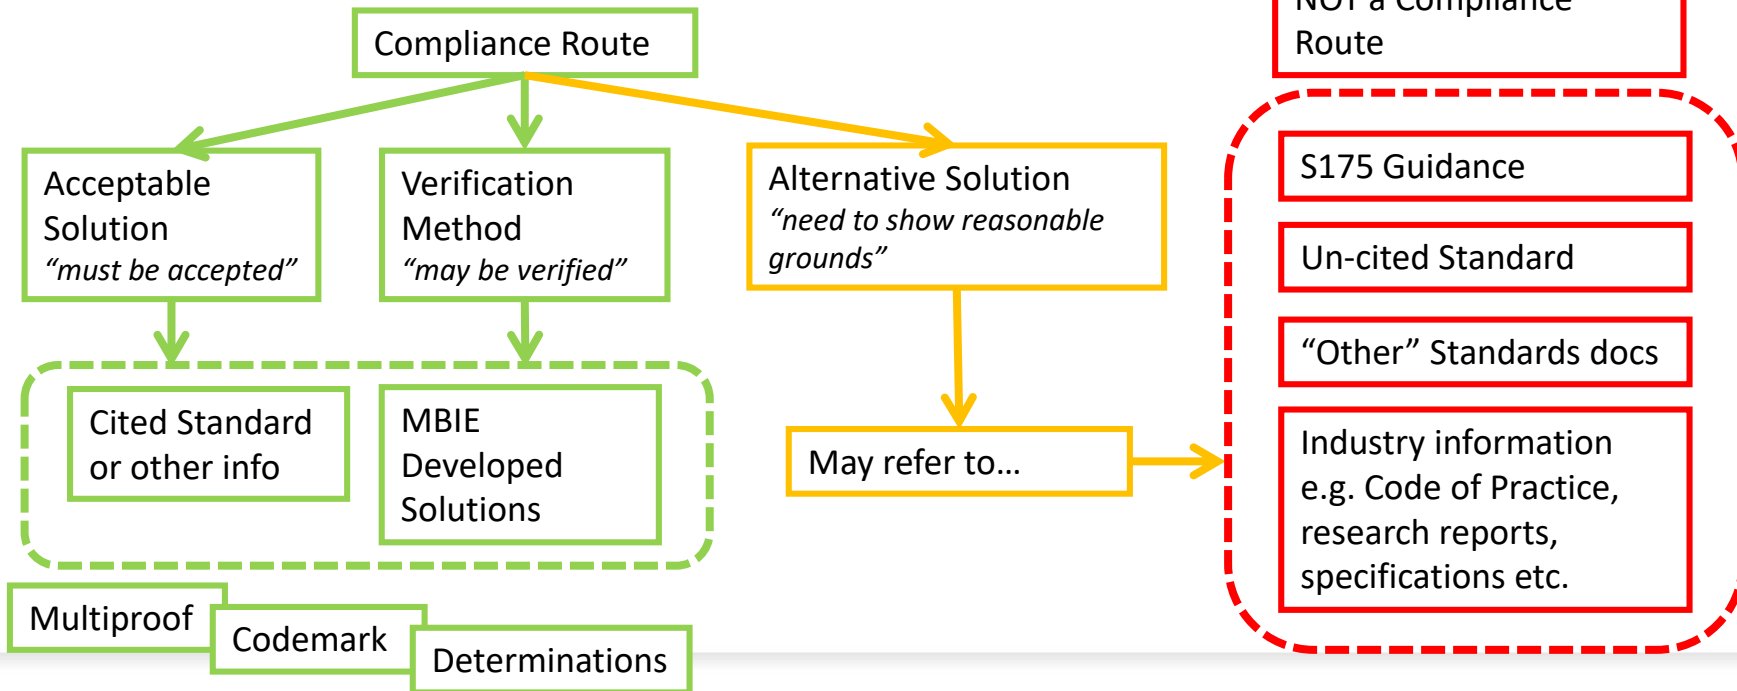 Compliance Route
NOT a Compliance
Route
Acceptable
Solution
“must be accepted”
Verification
Method
“may be verified”
Alternative Solution
“need to show reasonable
grounds”
S175 Guidance
Un-cited Standard
“Other” Standards docs
Industry information
e.g. Code of Practice,
research reports,
specifications etc.
Cited Standard
or other info
MBIE
Developed
Solutions
May refer to...
Multiproof
Codemark
Determinations